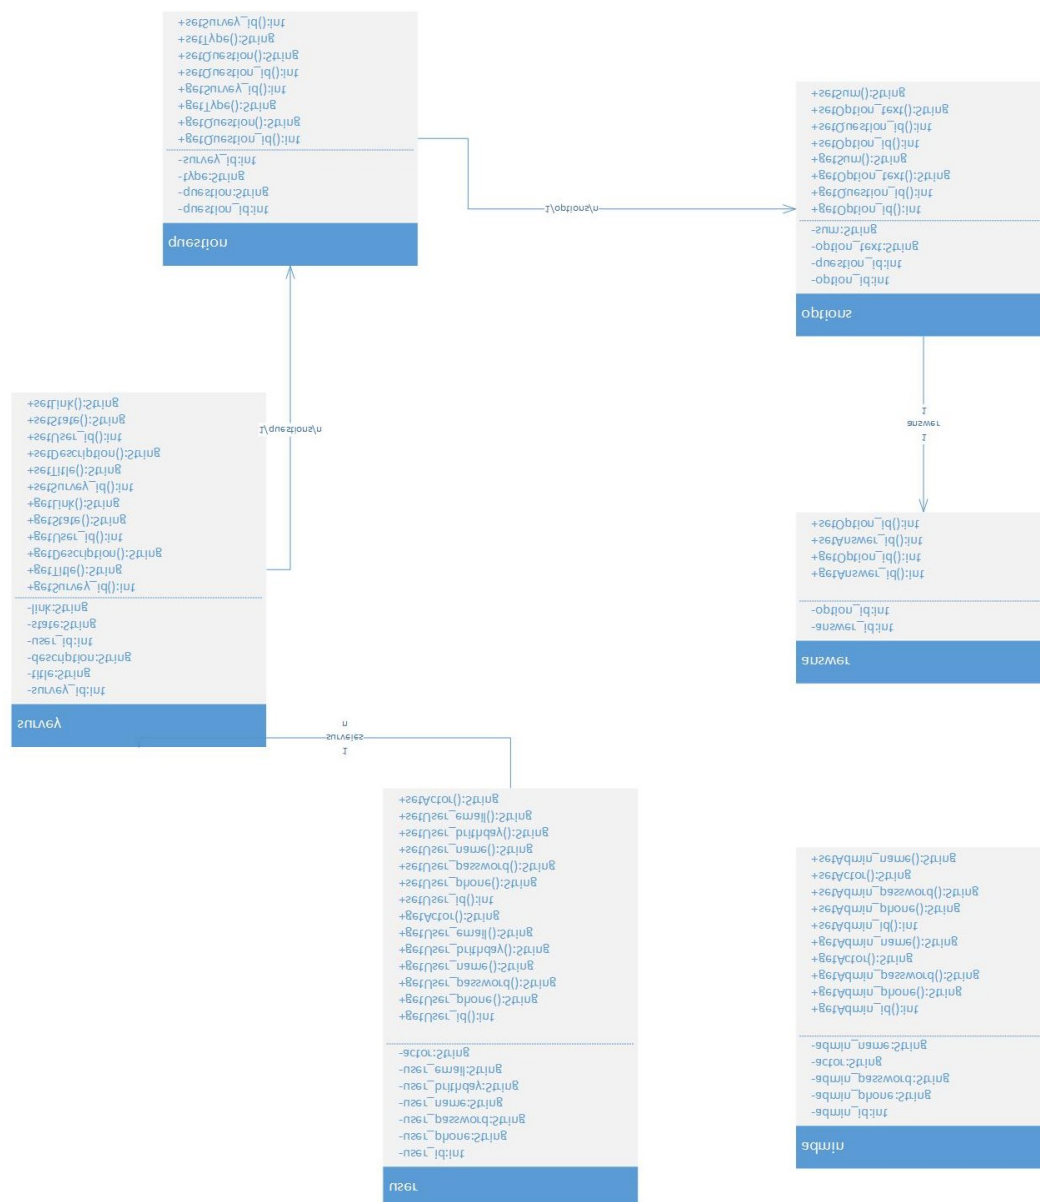 user
-user_id:int
-user_phone:String
-user_password:String
-user_name:String
-user_brithday:String
-user_email:String
-actor:String
+getUser_id():int
+getUser_phone():String
+getUser_password():String
+getUser_name():String
+getUser_brithday():String
+getUser_email():String
+getActor():String
+setUser_id():int
+setUser_phone():String
+setUser_password():String
+setUser_name():String
+setUser_brithday():String
+setUser_email():String
+setActor():String
admin
-admin_id:int
-admin_phone:String
-admin_password:String
-actor:String
-admin_name:String
+getAdmin_id():int
+getAdmin_phone():String
+getAdmin_password():String
+getActor():String
+getAdmin_name():String
+setAdmin_id():int
+setAdmin_phone():String
+setAdmin_password():String
+setActor():String
+setAdmin_name():String
1
surveies
n
survey
-survey_id:int
-title:String
-description:String
-user_id:int
-state:String
-link:String
+getSurvey_id():int
+getTitle():String
+getDescription():String
+getUser_id():int
+getState():String
+getLink():String
+setSurvey_id():int
+setTitle():String
+setDescription():String
+setUser_id():int
+setState():String
+setLink():String
1/questions/n
answer
-answer_id:int
-option_id:int
+getAnswer_id():int
+getOption_id():int
+setAnswer_id():int
+setOption_id():int
1
answer
1
options
-option_id:int
-question_id:int
-option_text:String
-sum:String
+getOption_id():int
+getQuestion_id():int
+getOption_text():String
+getSum():String
+setOption_id():int
+setQuestion_id():int
+setOption_text():String
+setSum():String
1/options/n
question
-question_id:int
-question:String
-type:String
-survey_id:int
+getQuestion_id():int
+getQuestion():String
+getType():String
+getSurvey_id():int
+setQuestion_id():int
+setQuestion():String
+setType():String
+setSurvey_id():int